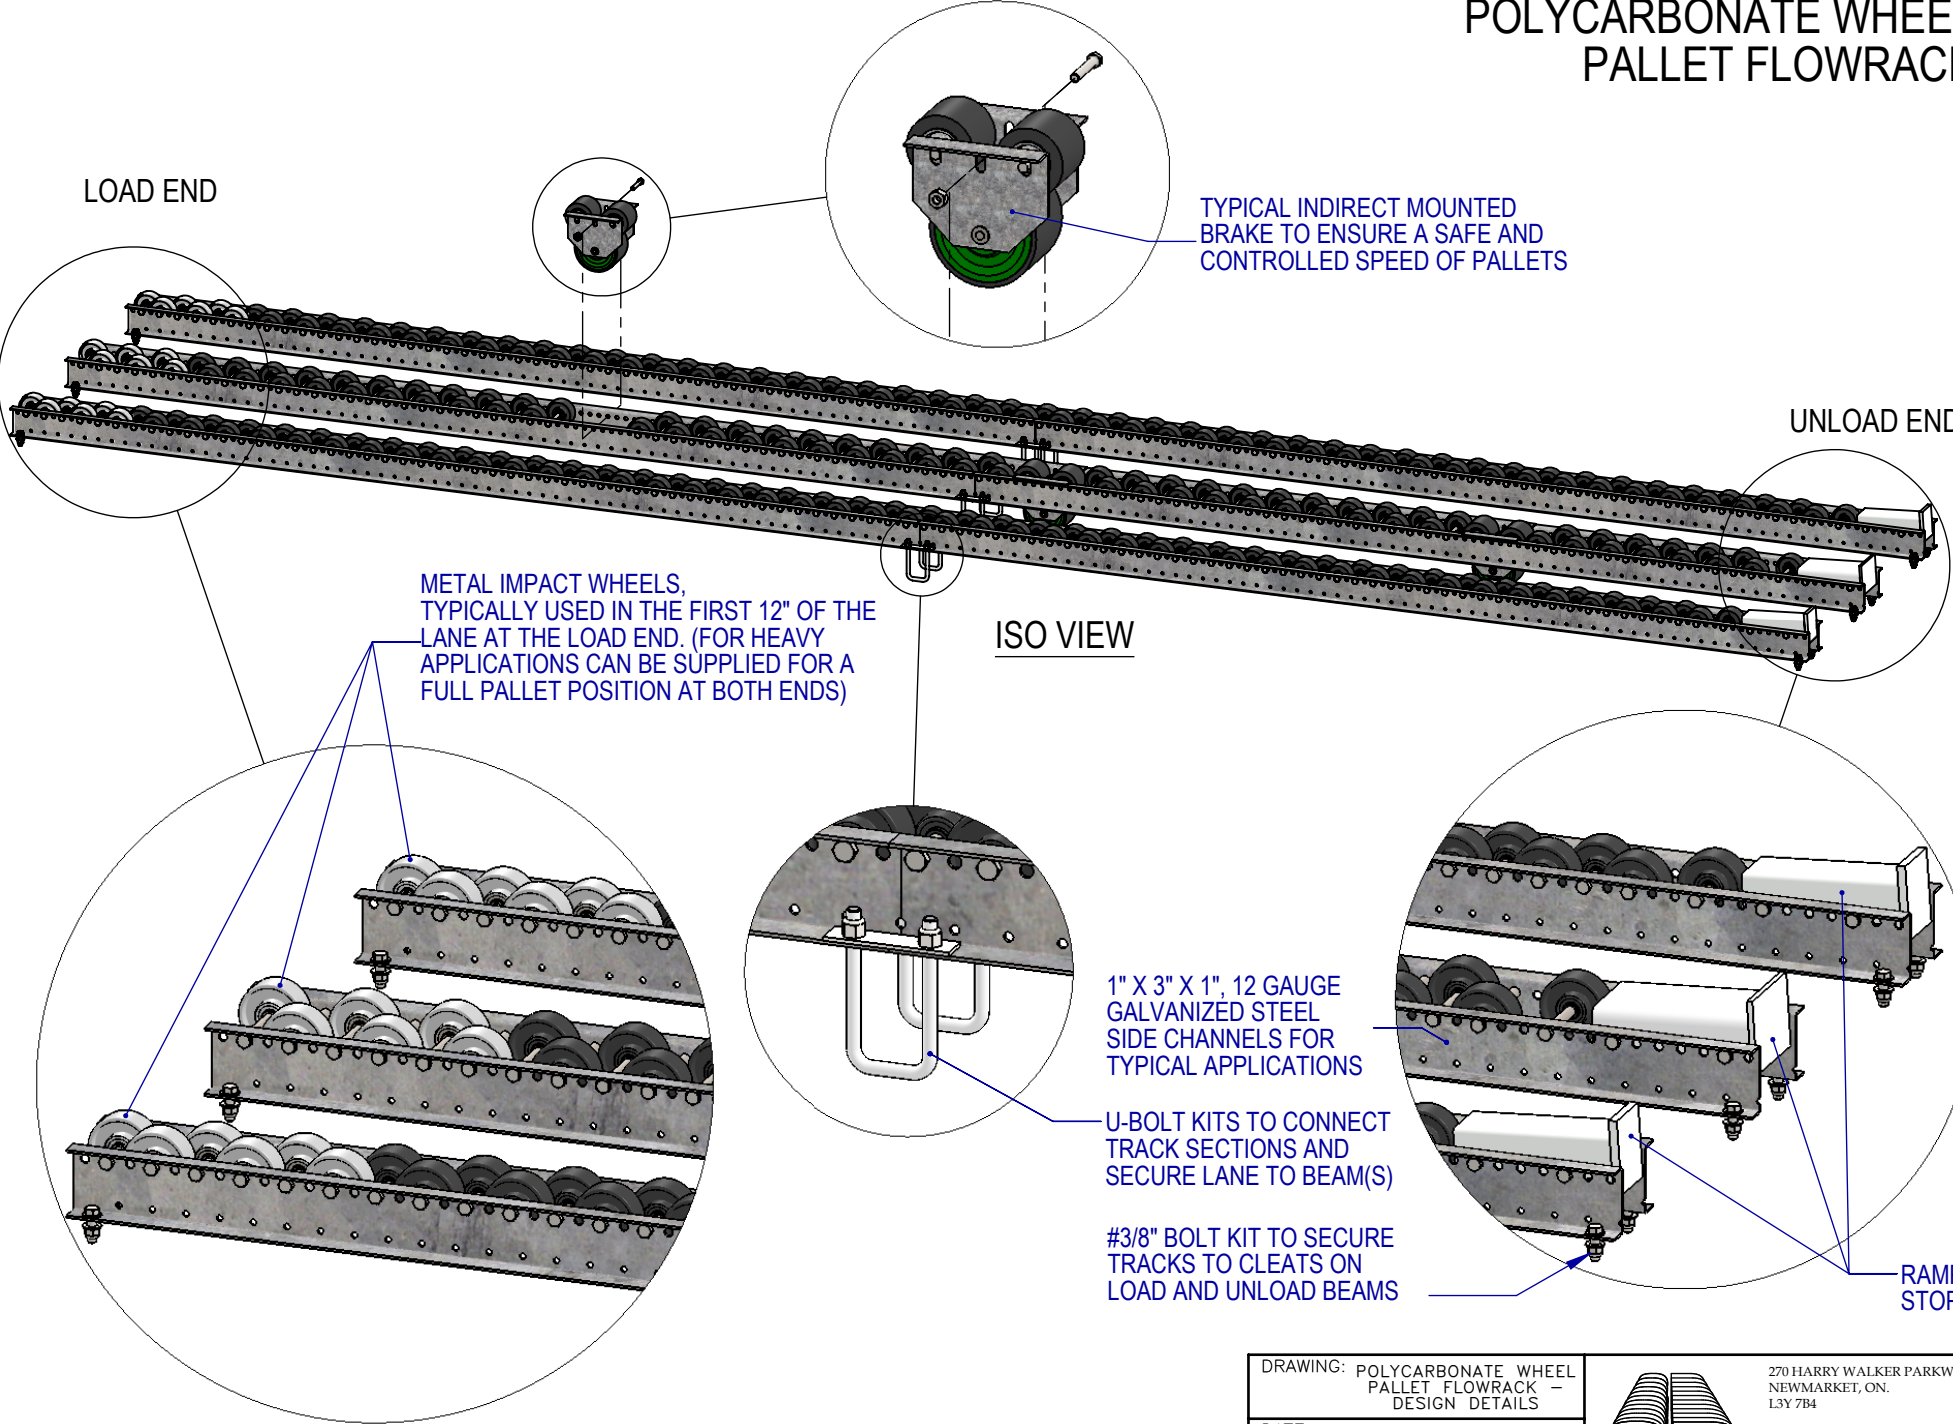 POLYCARBONATE WHEE
PALLET FLOWRAC
LOAD END
TYPICAL INDIRECT MOUNTED
BRAKE TO ENSURE A SAFE AND
CONTROLLED SPEED OF PALLETS
UNLOAD END
METAL IMPACT WHEELS,
TYPICALLY USED IN THE FIRST 12" OF THE
LANE AT THE LOAD END. (FOR HEAVY
APPLICATIONS CAN BE SUPPLIED FOR A
FULL PALLET POSITION AT BOTH ENDS)
ISO VIEW
1" X 3" X 1", 12 GAUGE
GALVANIZED STEEL
SIDE CHANNELS FOR
TYPICAL APPLICATIONS
U-BOLT KITS TO CONNECT
TRACK SECTIONS AND
SECURE LANE TO BEAM(S)
#3/8" BOLT KIT TO SECURE
TRACKS TO CLEATS ON
LOAD AND UNLOAD BEAMS
RAM
STO
DRAWING: POLYCARBONATE WHEEL
PALLET FLOWRACK –
DESIGN DETAILS
270 HARRY WALKER PARKW
NEWMARKET, ON.
L3Y 7B4